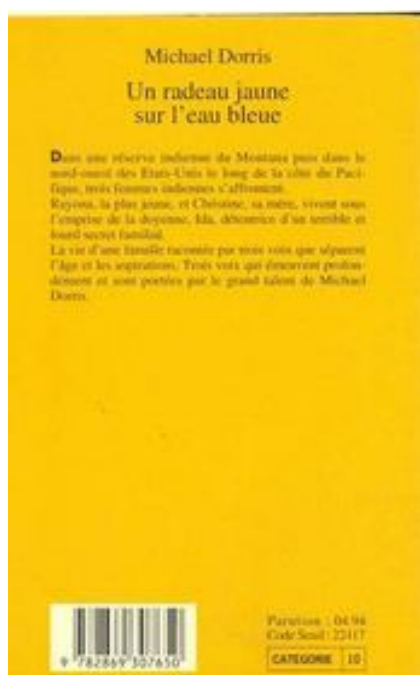 Michael Dorris
Un radeau jaune
sur l'eau bleue
Dans une réserve indienne du Montana puis dans le
nord-ouest des Etats-Unis le long de la côte du Paci-
fique, trois femmes indiennes s'affrontent.
Rayona, la plus jeune, et Christine, sa mère, vivent sous
l'emprise de la doyenne, Ida, détentrice d'un terrible et
lourd secret familial.
La vie d'une famille racontée par trois voix que séparent
l'âge et les aspirations. Trois voix qui émeuvent profon-
dément et sont portées par le grand talent de Michael
Dorris.
Parution : 04/94
Code Seuil : 22117
CATÉGORIE 10
9 782869 307650